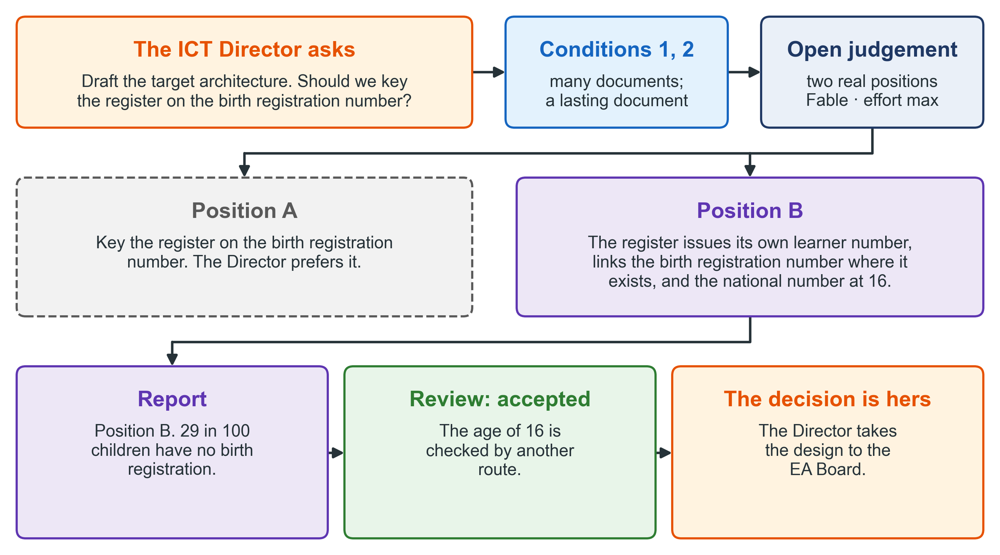 The ICT Director asks
Draft the target architecture. Should we key
the register on the birth registration number?
Conditions 1, 2
many documents;
a lasting document
Open judgement
two real positions
Fable · effort max
Position A
Key the register on the birth registration
number. The Director prefers it.
Position B
The register issues its own learner number,
links the birth registration number where it
exists, and the national number at 16.
Report
Position B. 29 in 100
children have no birth
registration.
Review: accepted
The age of 16 is
checked by another
route.
The decision is hers
The Director takes
the design to the
EA Board.